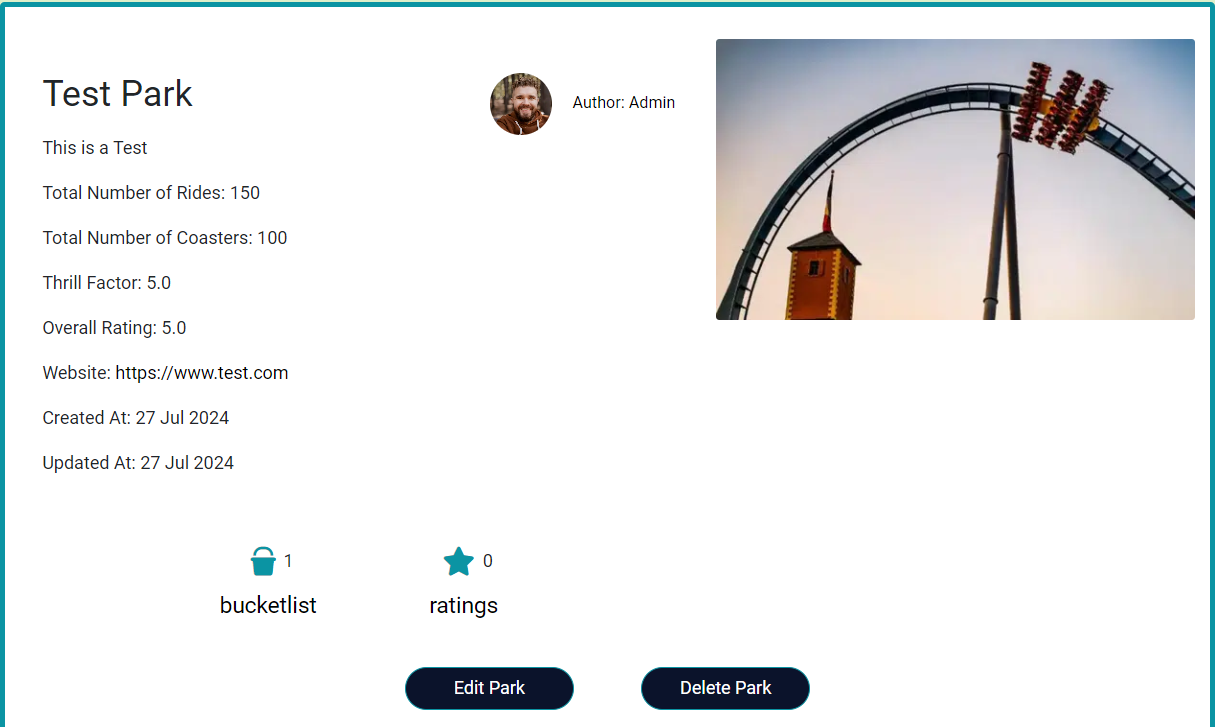 Test Park
Author: Admin
This is a Test
Total Number of Rides: 150
Total Number of Coasters: 100
Thrill Factor: 5.0
Overall Rating: 5.0
Website: https://www.test.com
Created At: 27 Jul 2024
Updated At: 27 Jul 2024
1
0
bucketlist
ratings
Edit Park
Delete Park